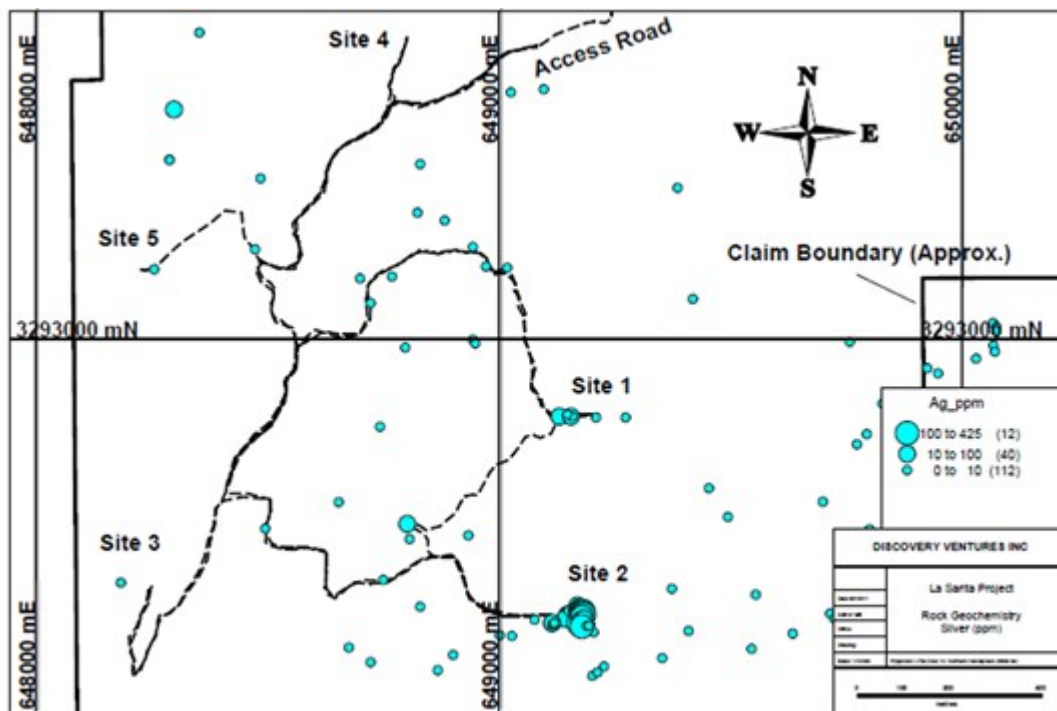 Site 4
Access Road
648000 mE
649000 mE
650000 mE
N
W E
S
Site 5
Claim Boundary (Approx.)
3293000 mN
3293000 mN
Site 1
Ag_ppm
100 to 425 (12)
10 to 100 (40)
0 to 10 (112)
Site 3
Site 2
DISCOVERY VENTURES INC
La Santa Project
Rock Geochemistry
Silver (ppm)
648000 mE
649000 mE